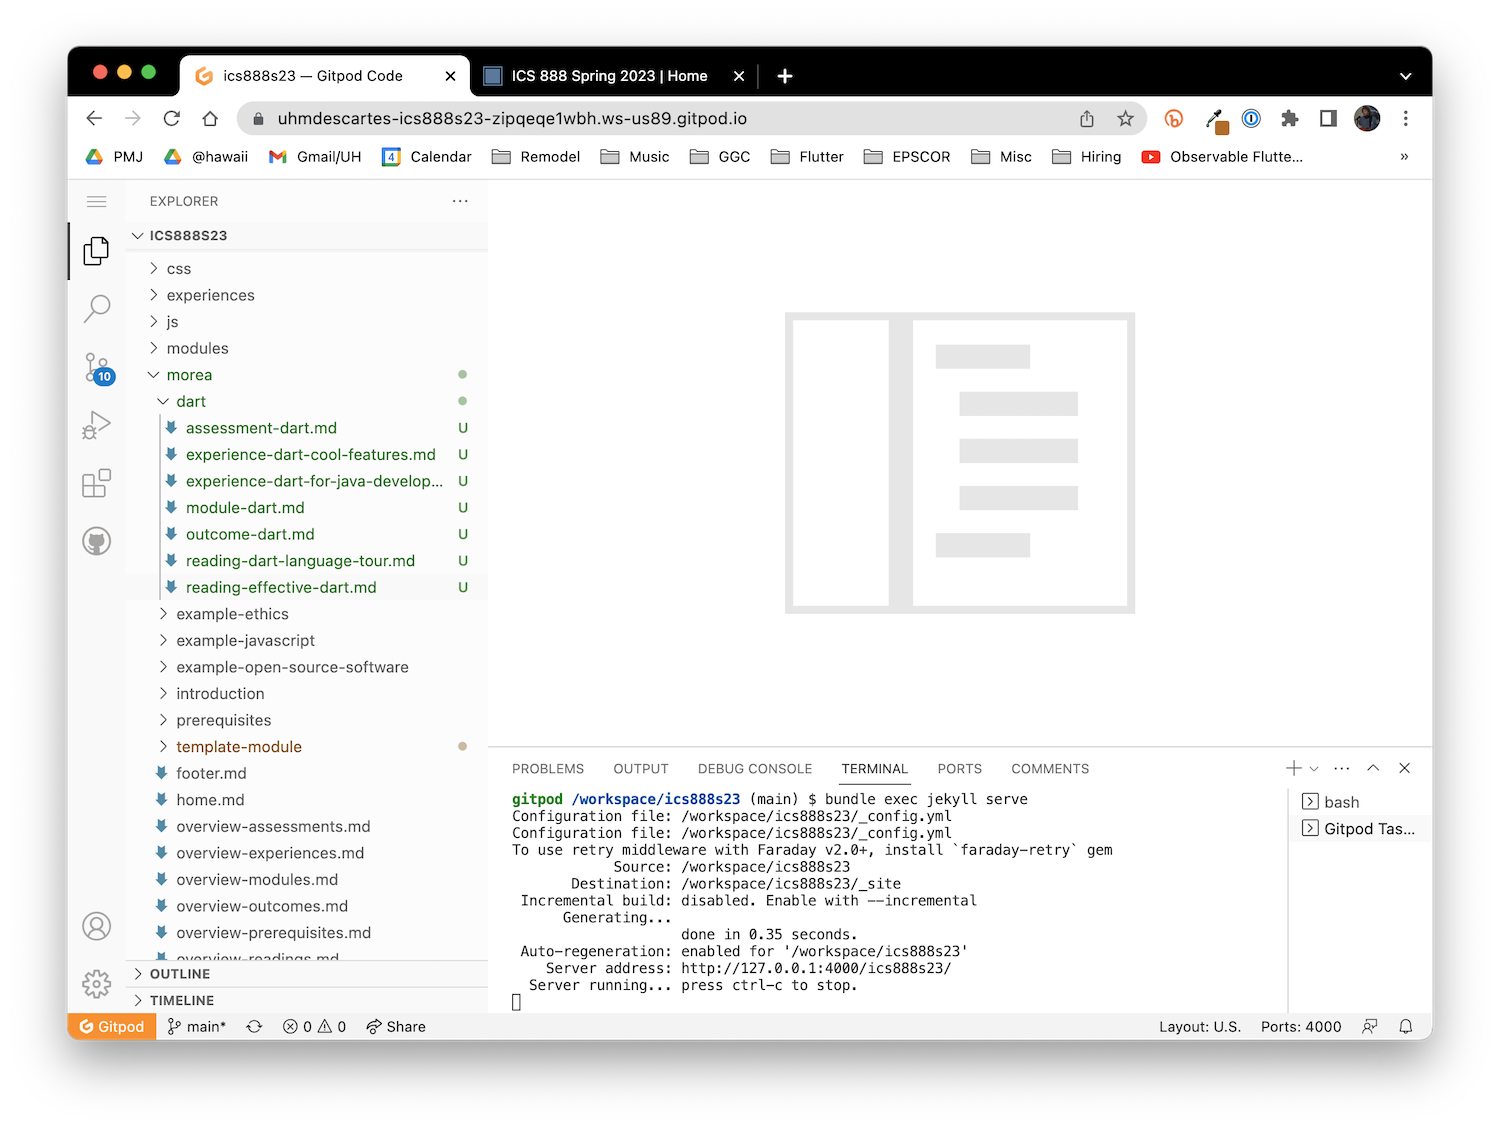 ics888s23 — Gitpod Code
ICS 888 Spring 2023 | Home
uhmdescartes-ics888s23-zipqeqe1wbh.ws-us89.gitpod.io
PMJ @hawaii Gmail/UH 4 Calendar Remodel Music GGC Flutter EPSCOR Misc Hiring Observable Flutte... »
EXPLORER
ICS888S23
css
experiences
js
modules
10
morea
dart
assessment-dart.md U
experience-dart-cool-features.md U
experience-dart-for-java-develop... U
module-dart.md U
outcome-dart.md U
reading-dart-language-tour.md U
reading-effective-dart.md U
example-ethics
example-javascript
example-open-source-software
introduction
prerequisites
template-module
footer.md
home.md
overview-assessments.md
overview-experiences.md
overview-modules.md
overview-outcomes.md
overview-prerequisites.md
overview-readings.md
OUTLINE
TIMELINE
PROBLEMS OUTPUT DEBUG CONSOLE TERMINAL PORTS COMMENTS
gitpod /workspace/ics888s23 (main) $ bundle exec jekyll serve
Configuration file: /workspace/ics888s23/_config.yml
Configuration file: /workspace/ics888s23/_config.yml
To use retry middleware with Faraday v2.0+, install `faraday-retry` gem
Source: /workspace/ics888s23
Destination: /workspace/ics888s23/_site
Incremental build: disabled. Enable with --incremental
Generating...
done in 0.35 seconds.
Auto-regeneration: enabled for '/workspace/ics888s23'
Server address: http://127.0.0.1:4000/ics888s23/
Server running... press ctrl-c to stop.
bash
Gitpod Tas...
Gitpod main* 0 0 Share Layout: U.S. Ports: 4000